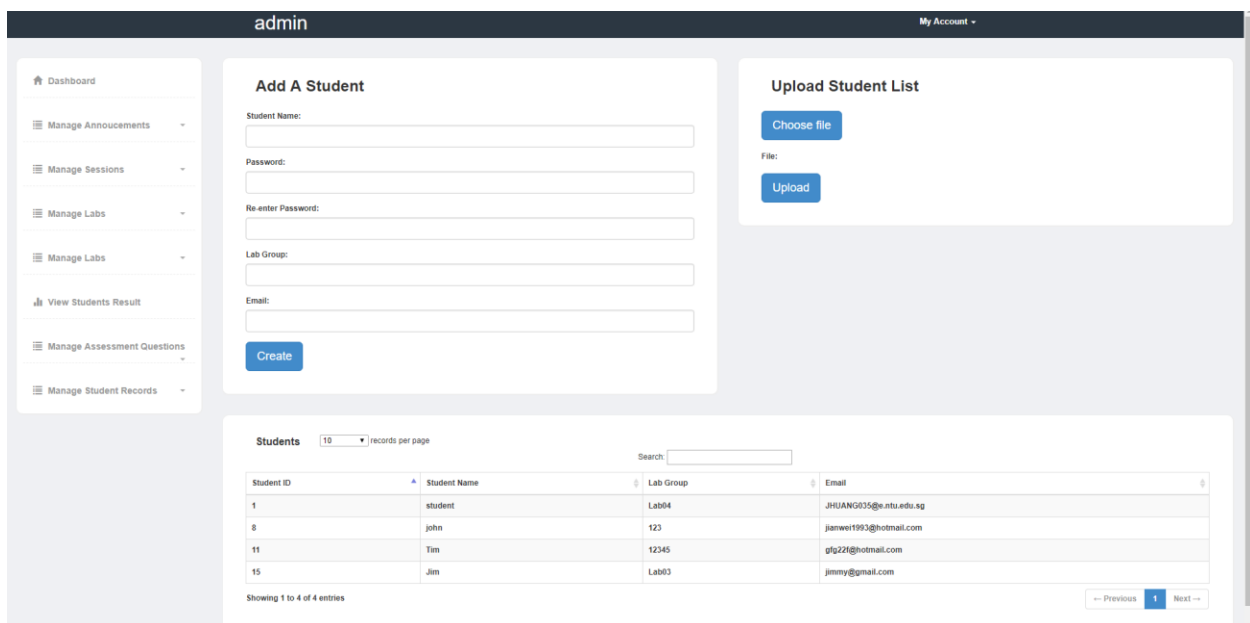 admin
My Account
Dashboard
Manage Annoucements
Manage Sessions
Manage Labs
Manage Labs
View Students Result
Manage Assessment Questions
Manage Student Records
Add A Student
Student Name:
Password:
Re-enter Password:
Lab Group:
Email:
Create
Upload Student List
Choose file
File:
Upload
Students 10 records per page
Search:
Student ID Student Name Lab Group Email
1 student Lab04 JHUANG035@e.ntu.edu.sg
8 john 123 jianwei1993@hotmail.com
11 Tim 12345 gfg22f@hotmail.com
15 Jim Lab03 jimmy@gmail.com
Showing 1 to 4 of 4 entries
← Previous 1 Next →